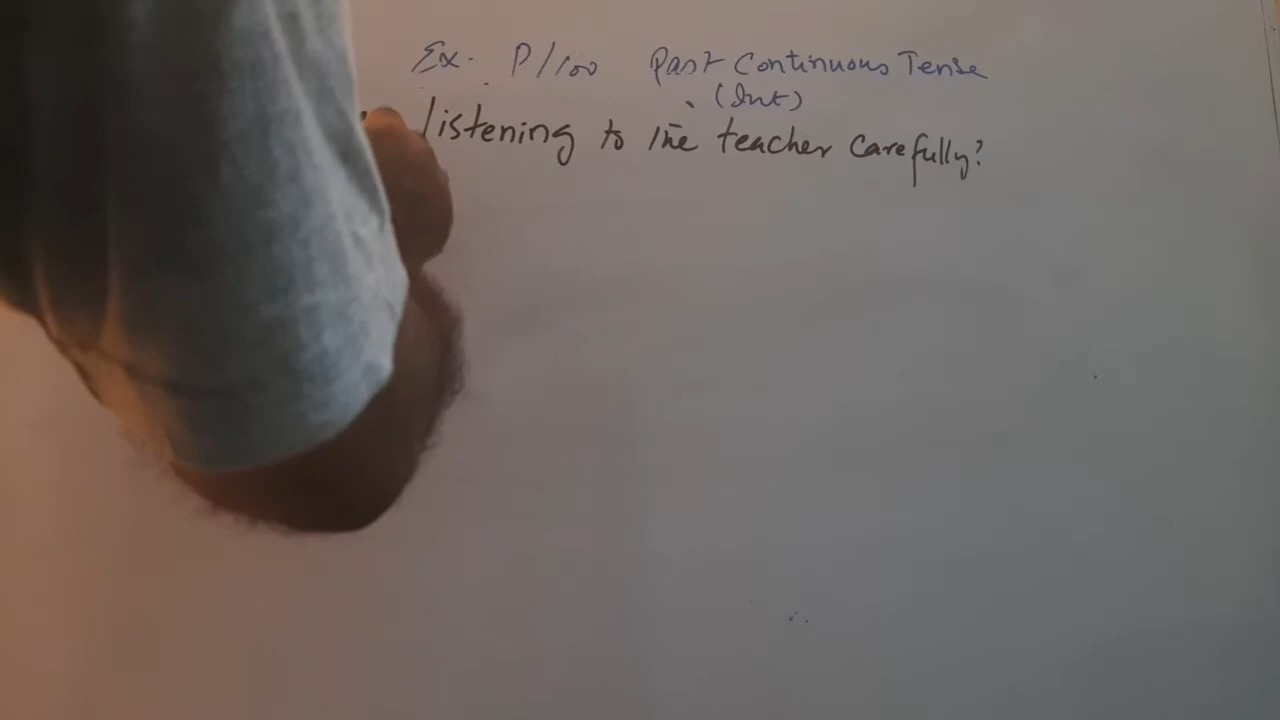 Ex. P/100 Past Continuous Tense
(Int)
listening to the teacher carefully?